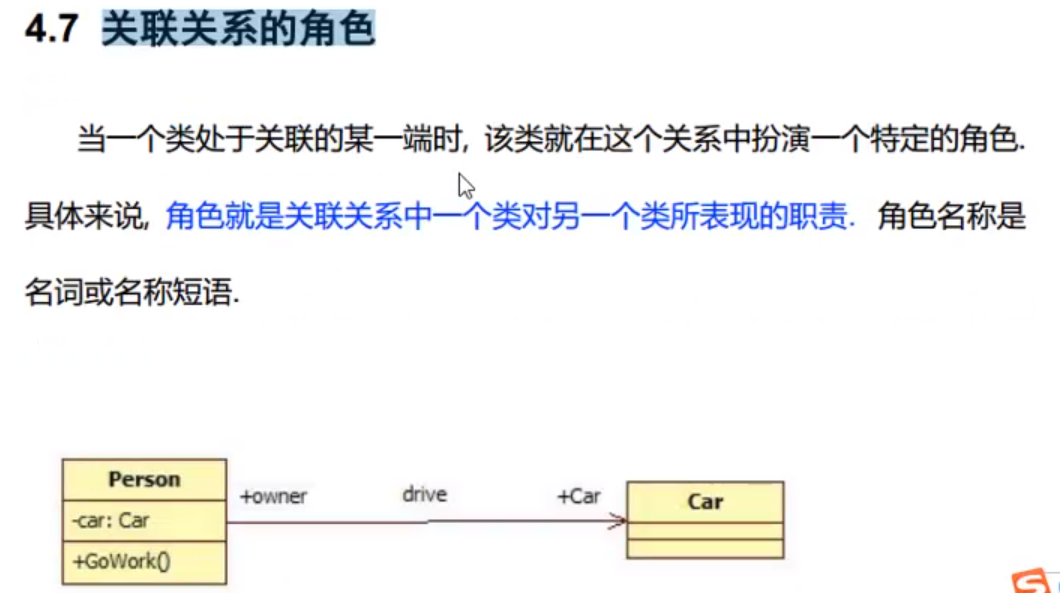 4.7 关联关系的角色
当一个类处于关联的某一端时, 该类就在这个关系中扮演一个特定的角色.
具体来说, 角色就是关联关系中一个类对另一个类所表现的职责. 角色名称是
名词或名称短语.
Person
-car: Car
+GoWork()
+owner
drive
+Car
Car